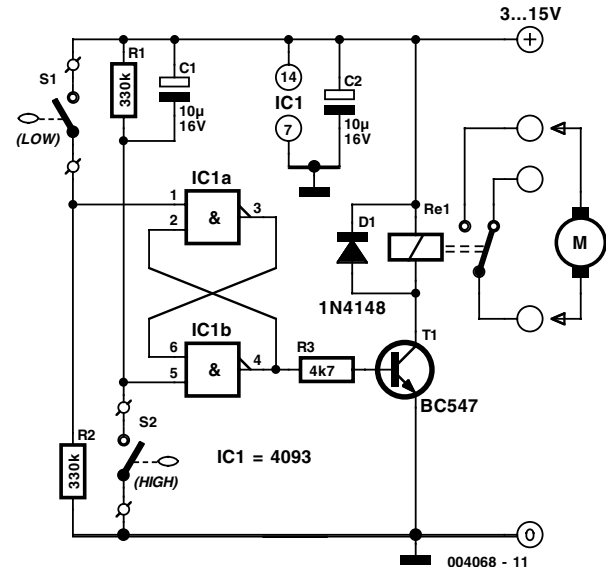 3...15V
+
S1
(LOW)
R1
330k
C1
10µ
16V
14
IC1
7
C2
10µ
16V
IC1a
1
2
3
&
D1
1N4148
Re1
M
IC1b
6
5
4
&
R3
4k7
T1
BC547
R2
330k
S2
(HIGH)
IC1 = 4093
0
004068 - 11